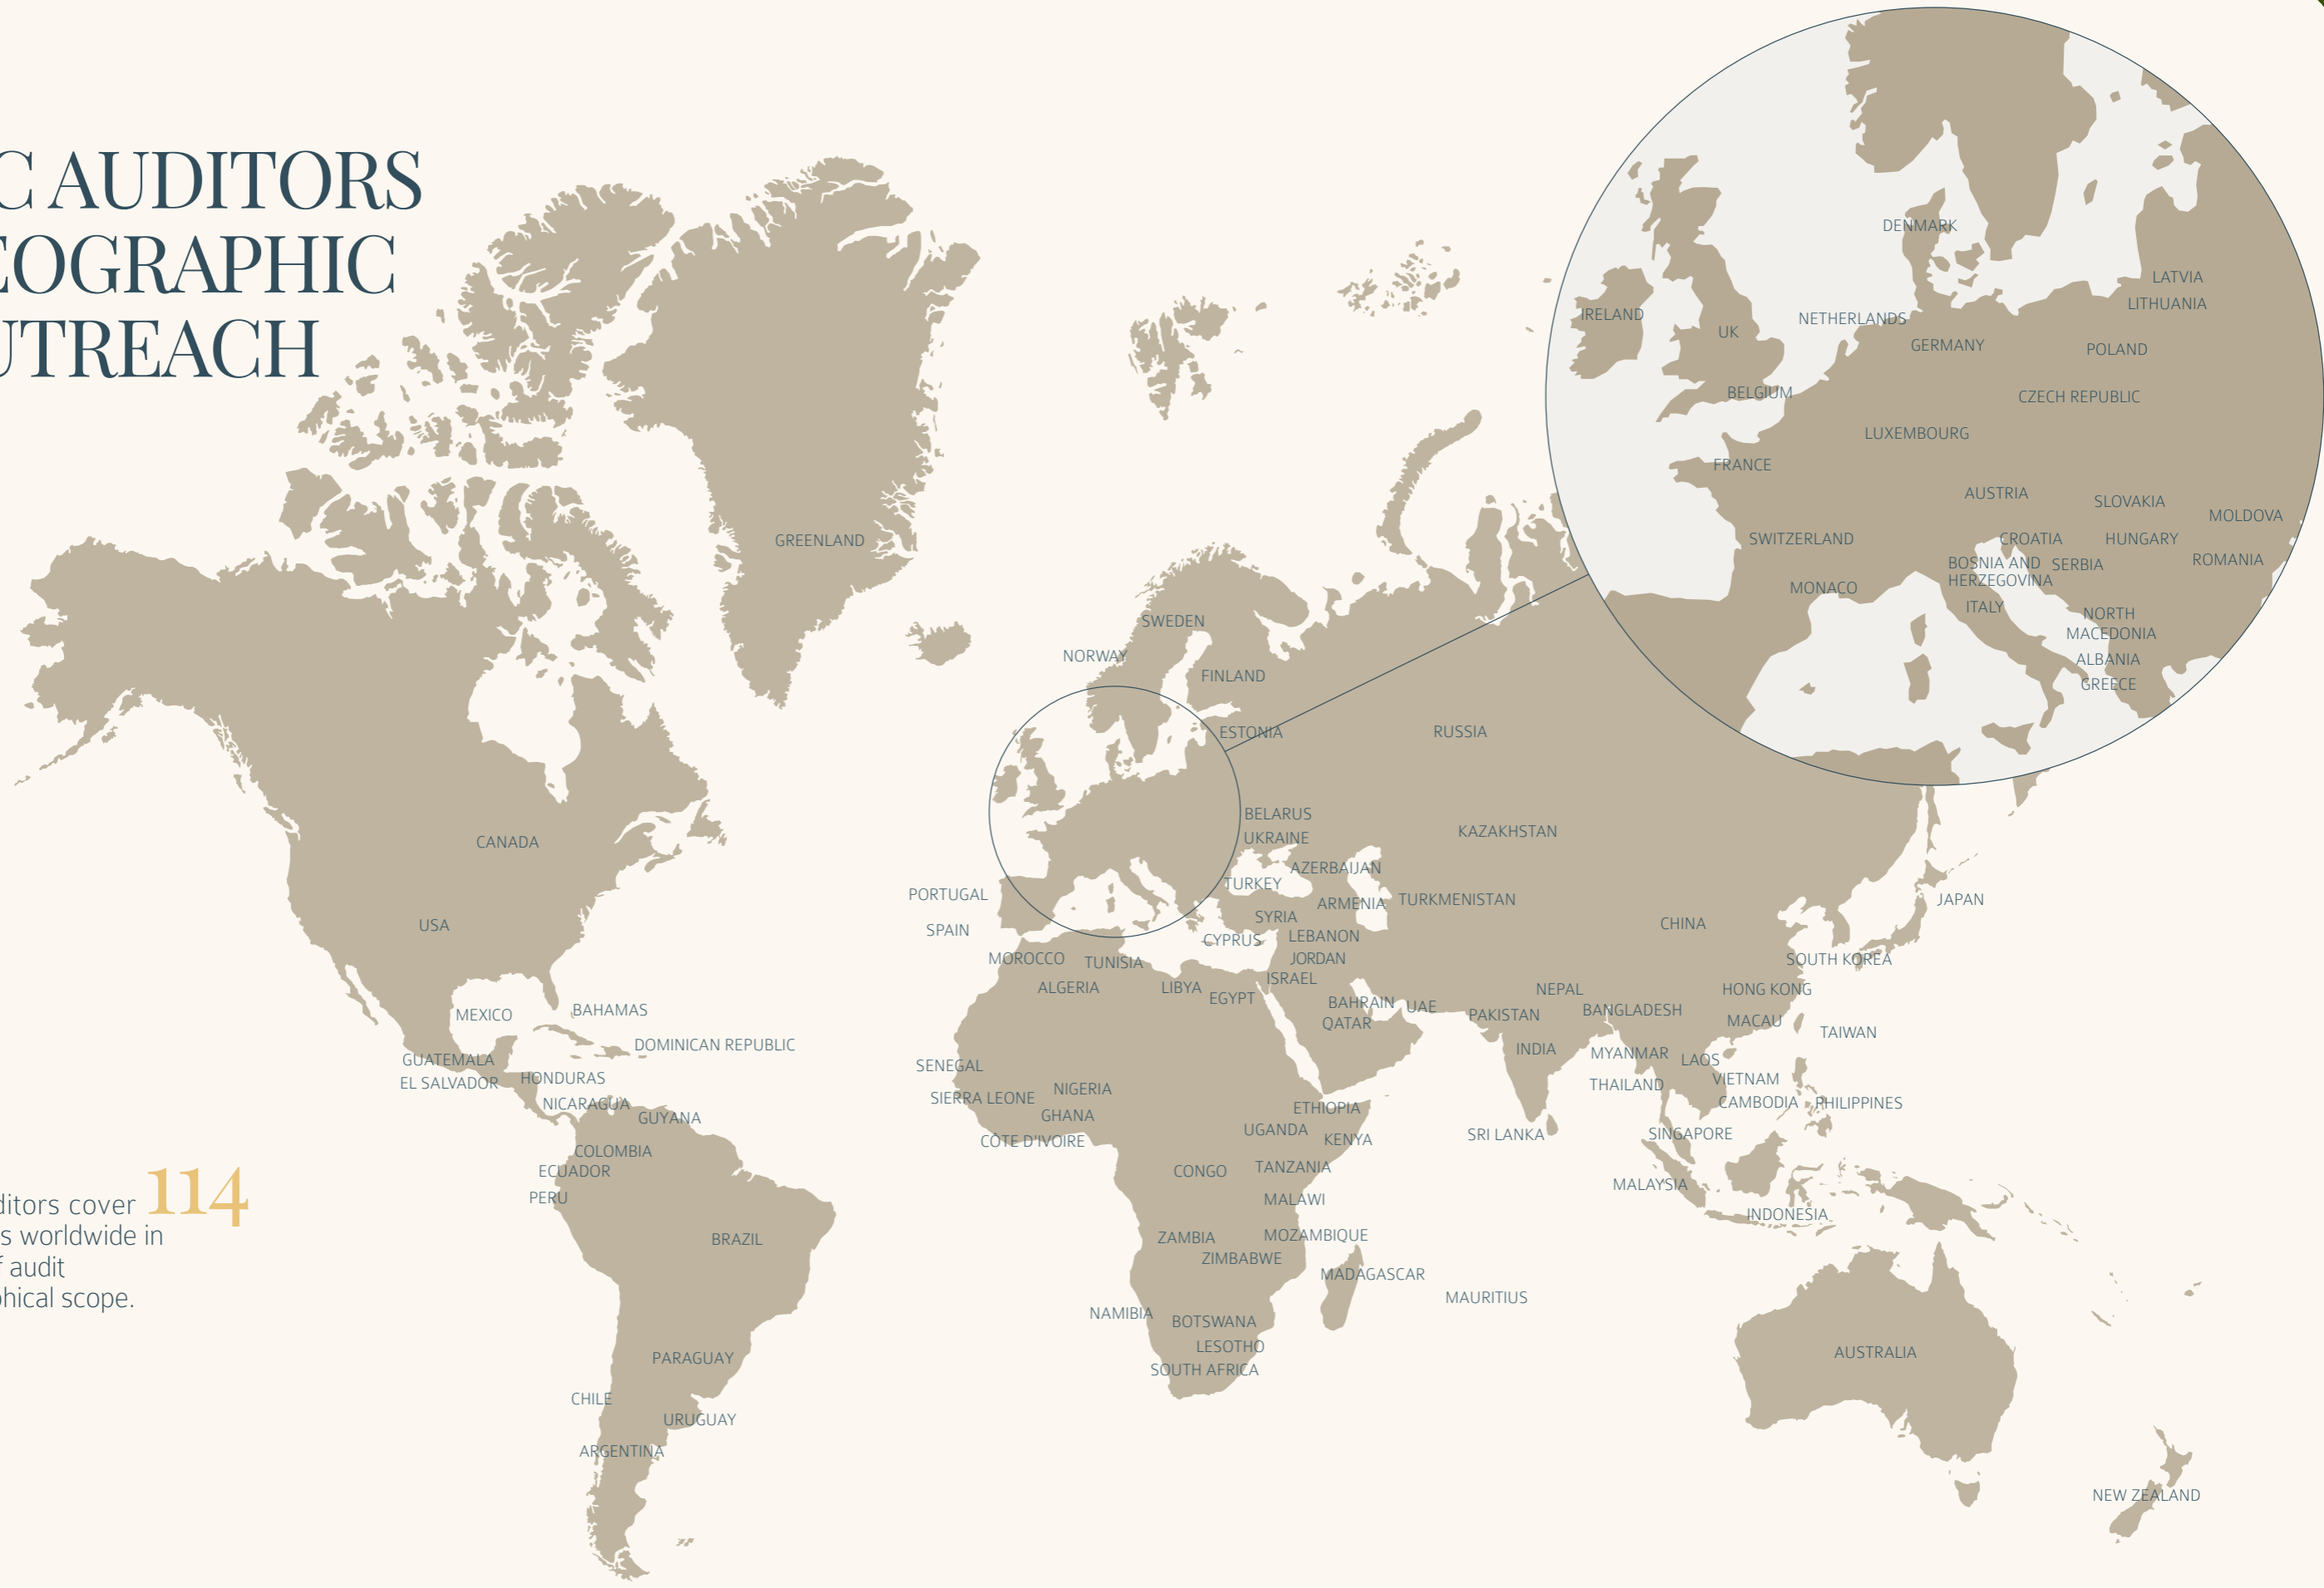 C AUDITORS
EOGRAPHIC
UTREACH
ditors cover 114
s worldwide in
f audit
hical scope.
GREENLAND
CANADA
USA
MEXICO
BAHAMAS
DOMINICAN REPUBLIC
GUATEMALA
EL SALVADOR
HONDURAS
NICARAGUA
GUYANA
COLOMBIA
ECUADOR
PERU
BRAZIL
PARAGUAY
CHILE
URUGUAY
ARGENTINA
SWEDEN
NORWAY
FINLAND
ESTONIA
RUSSIA
BELARUS
UKRAINE
KAZAKHSTAN
AZERBAIJAN
TURKEY
ARMENIA
TURKMENISTAN
PORTUGAL
SPAIN
SYRIA
CYPRUS
LEBANON
JORDAN
ISRAEL
MOROCCO
TUNISIA
ALGERIA
LIBYA
EGYPT
BAHRAIN
UAE
QATAR
SENEGAL
SIERRA LEONE
NIGERIA
GHANA
CÔTE D'IVOIRE
ETHIOPIA
UGANDA
KENYA
CONGO
TANZANIA
MALAWI
ZAMBIA
MOZAMBIQUE
ZIMBABWE
MADAGASCAR
MAURITIUS
NAMIBIA
BOTSWANA
LESOTHO
SOUTH AFRICA
CHINA
JAPAN
SOUTH KOREA
NEPAL
HONG KONG
PAKISTAN
BANGLADESH
MACAU
TAIWAN
INDIA
MYANMAR
LAOS
THAILAND
VIETNAM
CAMBODIA
PHILIPPINES
SRI LANKA
SINGAPORE
MALAYSIA
INDONESIA
AUSTRALIA
NEW ZEALAND
DENMARK
LATVIA
LITHUANIA
IRELAND
UK
NETHERLANDS
GERMANY
POLAND
BELGIUM
CZECH REPUBLIC
LUXEMBOURG
FRANCE
AUSTRIA
SLOVAKIA
MOLDOVA
SWITZERLAND
CROATIA
HUNGARY
BOSNIA AND
HERZEGOVINA
SERBIA
ROMANIA
MONACO
ITALY
NORTH
MACEDONIA
ALBANIA
GREECE